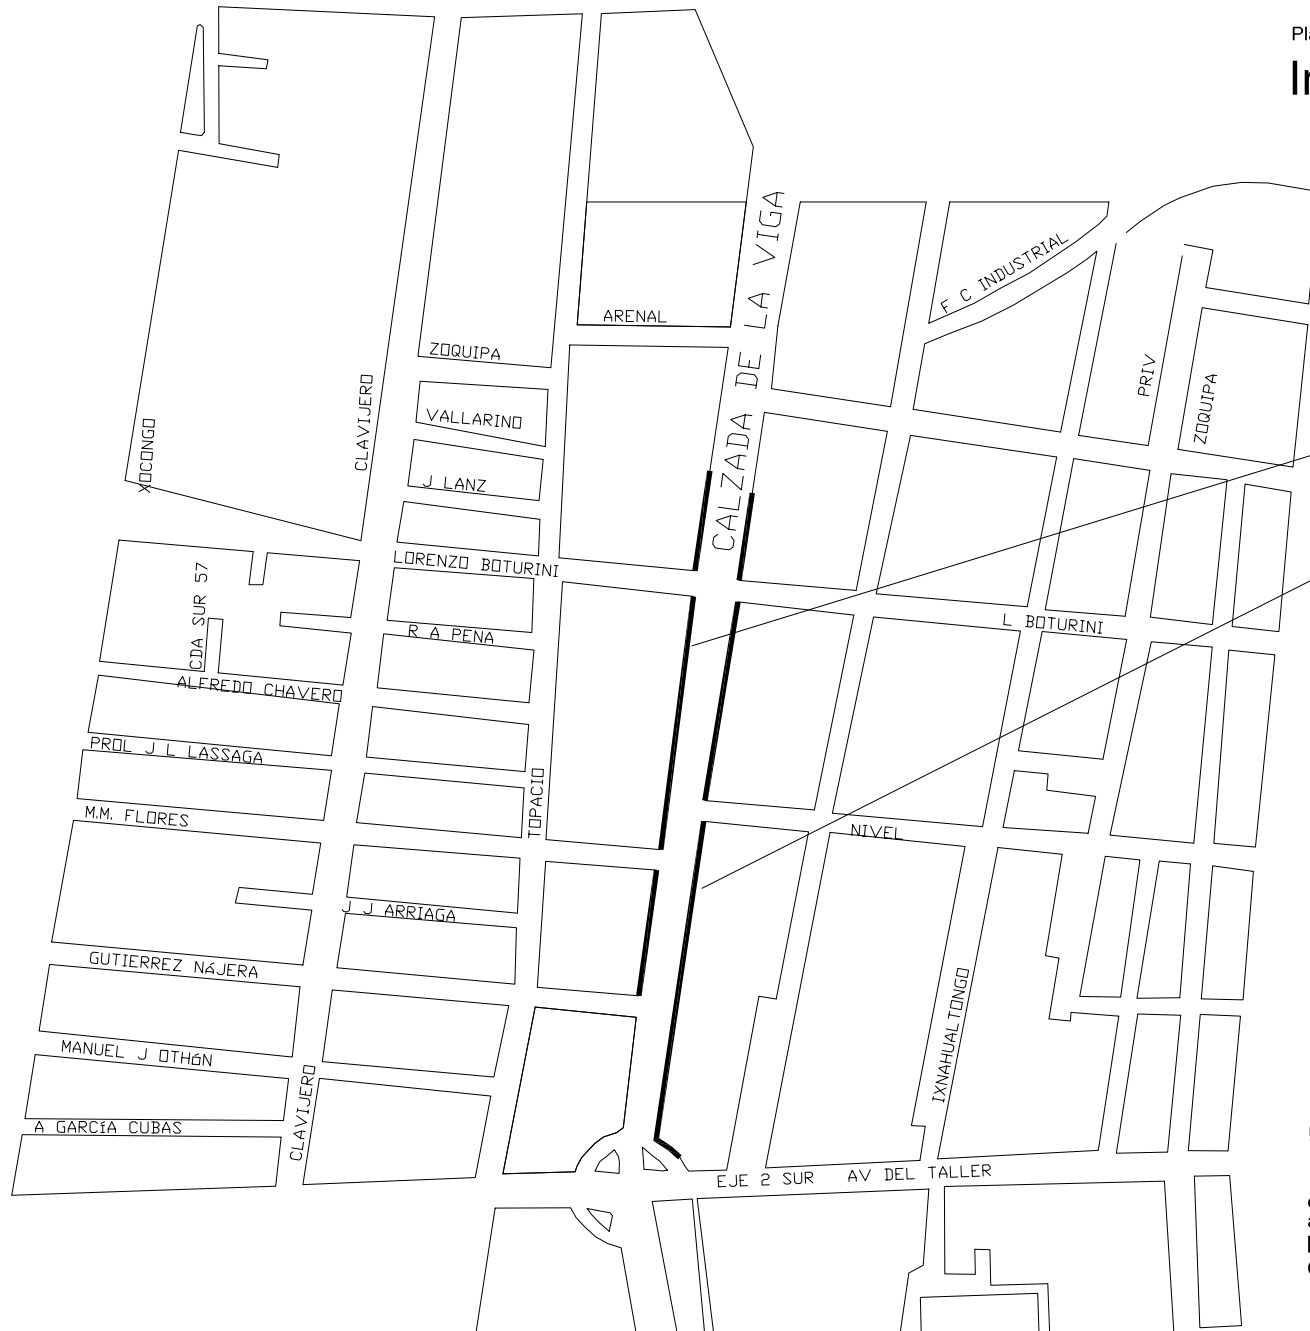 Pla
In
CALZADA DE LA VIGA
F C INDUSTRIAL
ARENAL
ZOQUIPA
PRIV
ZOQUIPA
CLAVIJERO
VALLARINO
XOCONGO
J LANZ
LORENZO BOTURINI
CDA SUR 57
L BOTURINI
R A PENA
ALFREDO CHAVERO
PROL J L LASSAGA
TOPACIO
M.M. FLORES
NIVEL
J J ARRIAGA
GUTIERREZ NáJERA
IXNAHUALTONGO
MANUEL J OTHóN
CLAVIJERO
A GARCíA CUBAS
EJE 2 SUR AV DEL TALLER